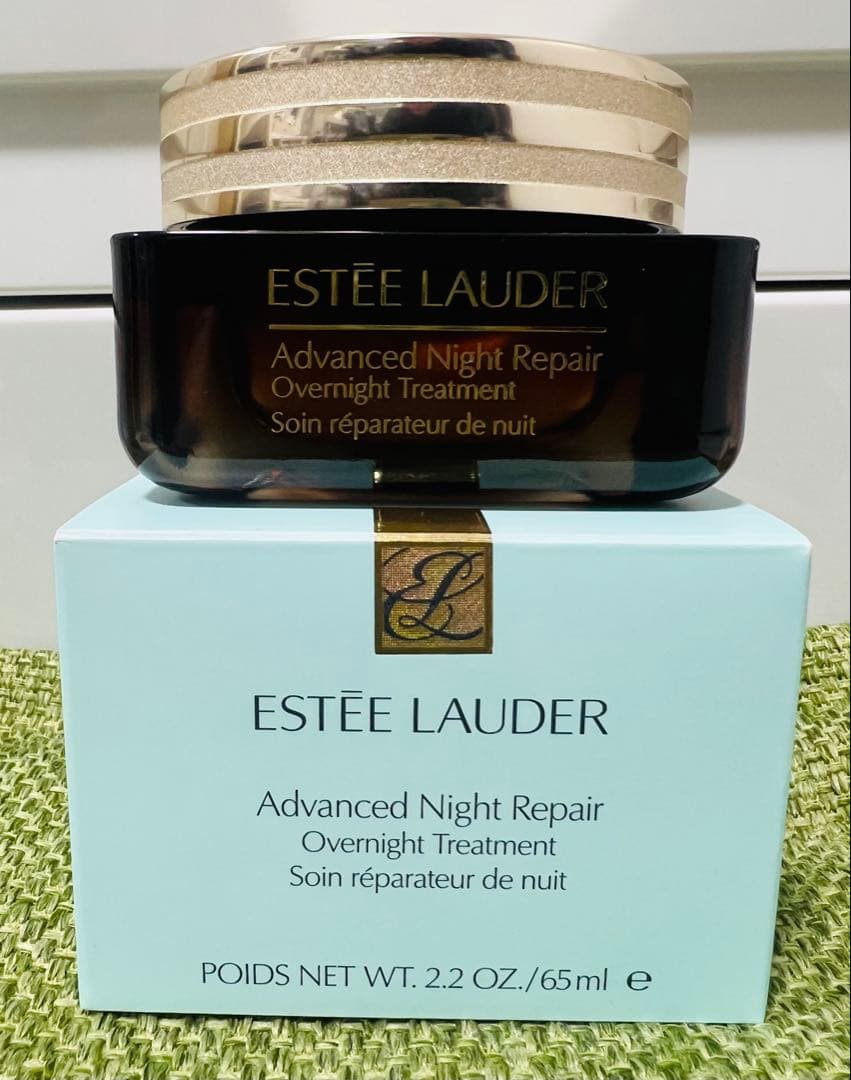 ESTĒE LAUDER
Advanced Night Repair
Overnight Treatment
Soin réparateur de nuit
EL
ESTĒE LAUDER
Advanced Night Repair
Overnight Treatment
Soin réparateur de nuit
POIDS NET WT. 2.2 OZ./65ml ℮